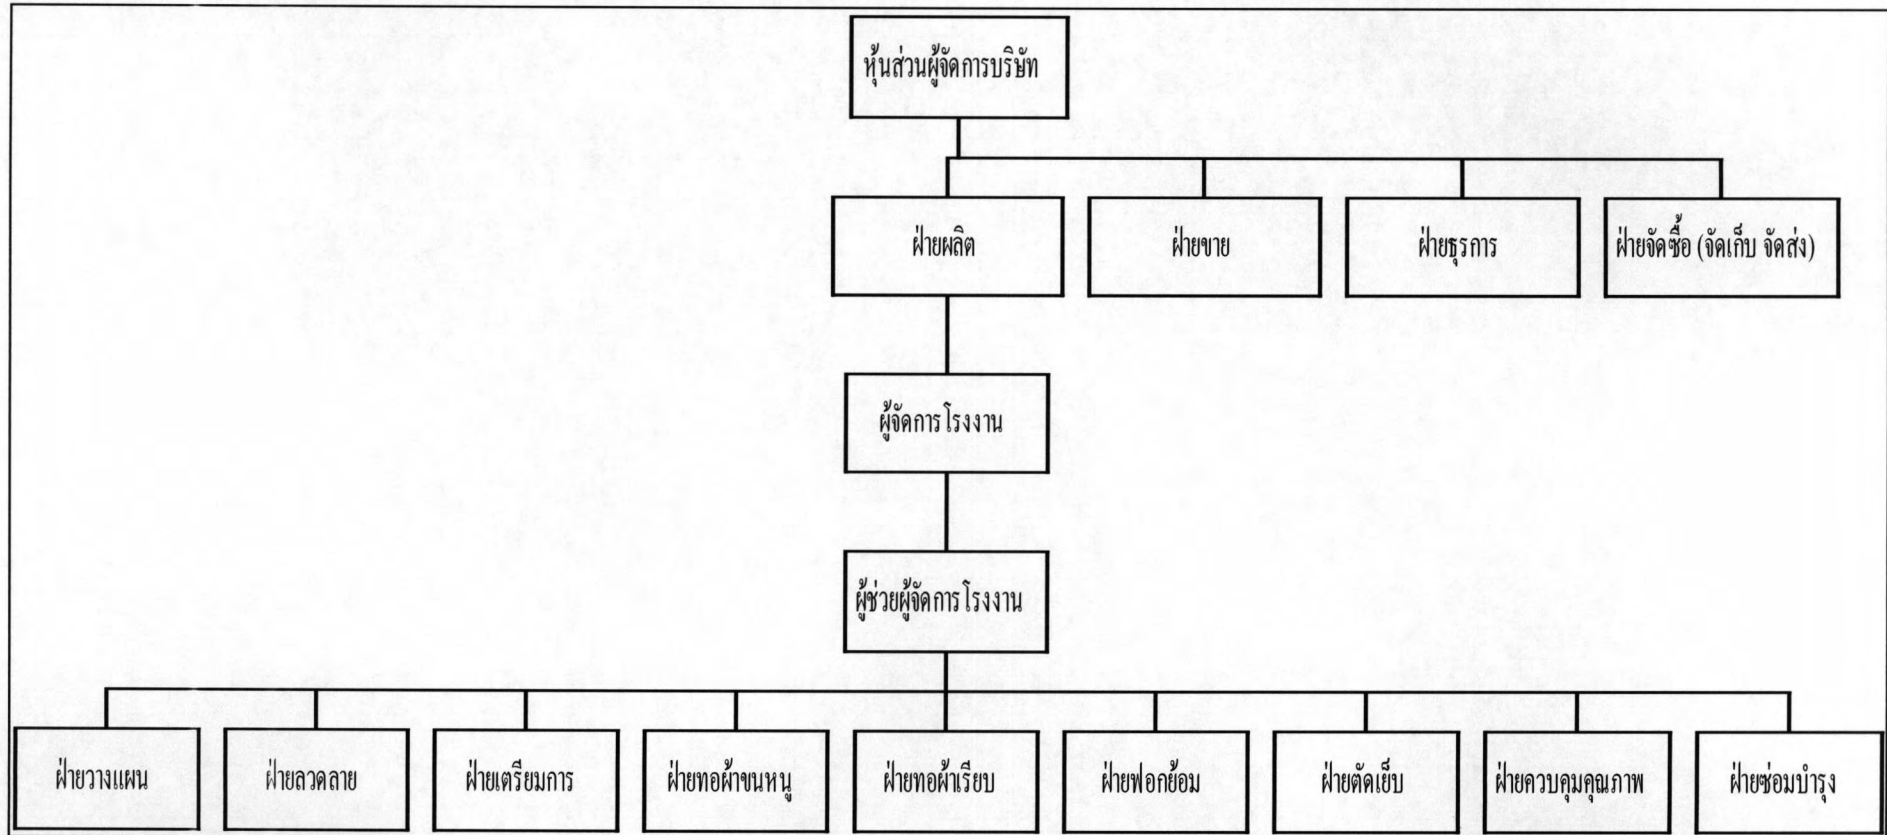 หุ้นส่วนผู้จัดการบริษัท
ฝ่ายผลิต
ฝ่ายขาย
ฝ่ายธุรการ
ฝ่ายจัดซื้อ (จัดเก็บ จัดส่ง)
ผู้จัดการโรงงาน
ผู้ช่วยผู้จัดการโรงงาน
ฝ่ายวางแผน
ฝ่ายลวดลาย
ฝ่ายเตรียมการ
ฝ่ายทอผ้าขนหนู
ฝ่ายทอผ้าเรียบ
ฝ่ายฟอกย้อม
ฝ่ายตัดเย็บ
ฝ่ายควบคุมคุณภาพ
ฝ่ายซ่อมบำรุง